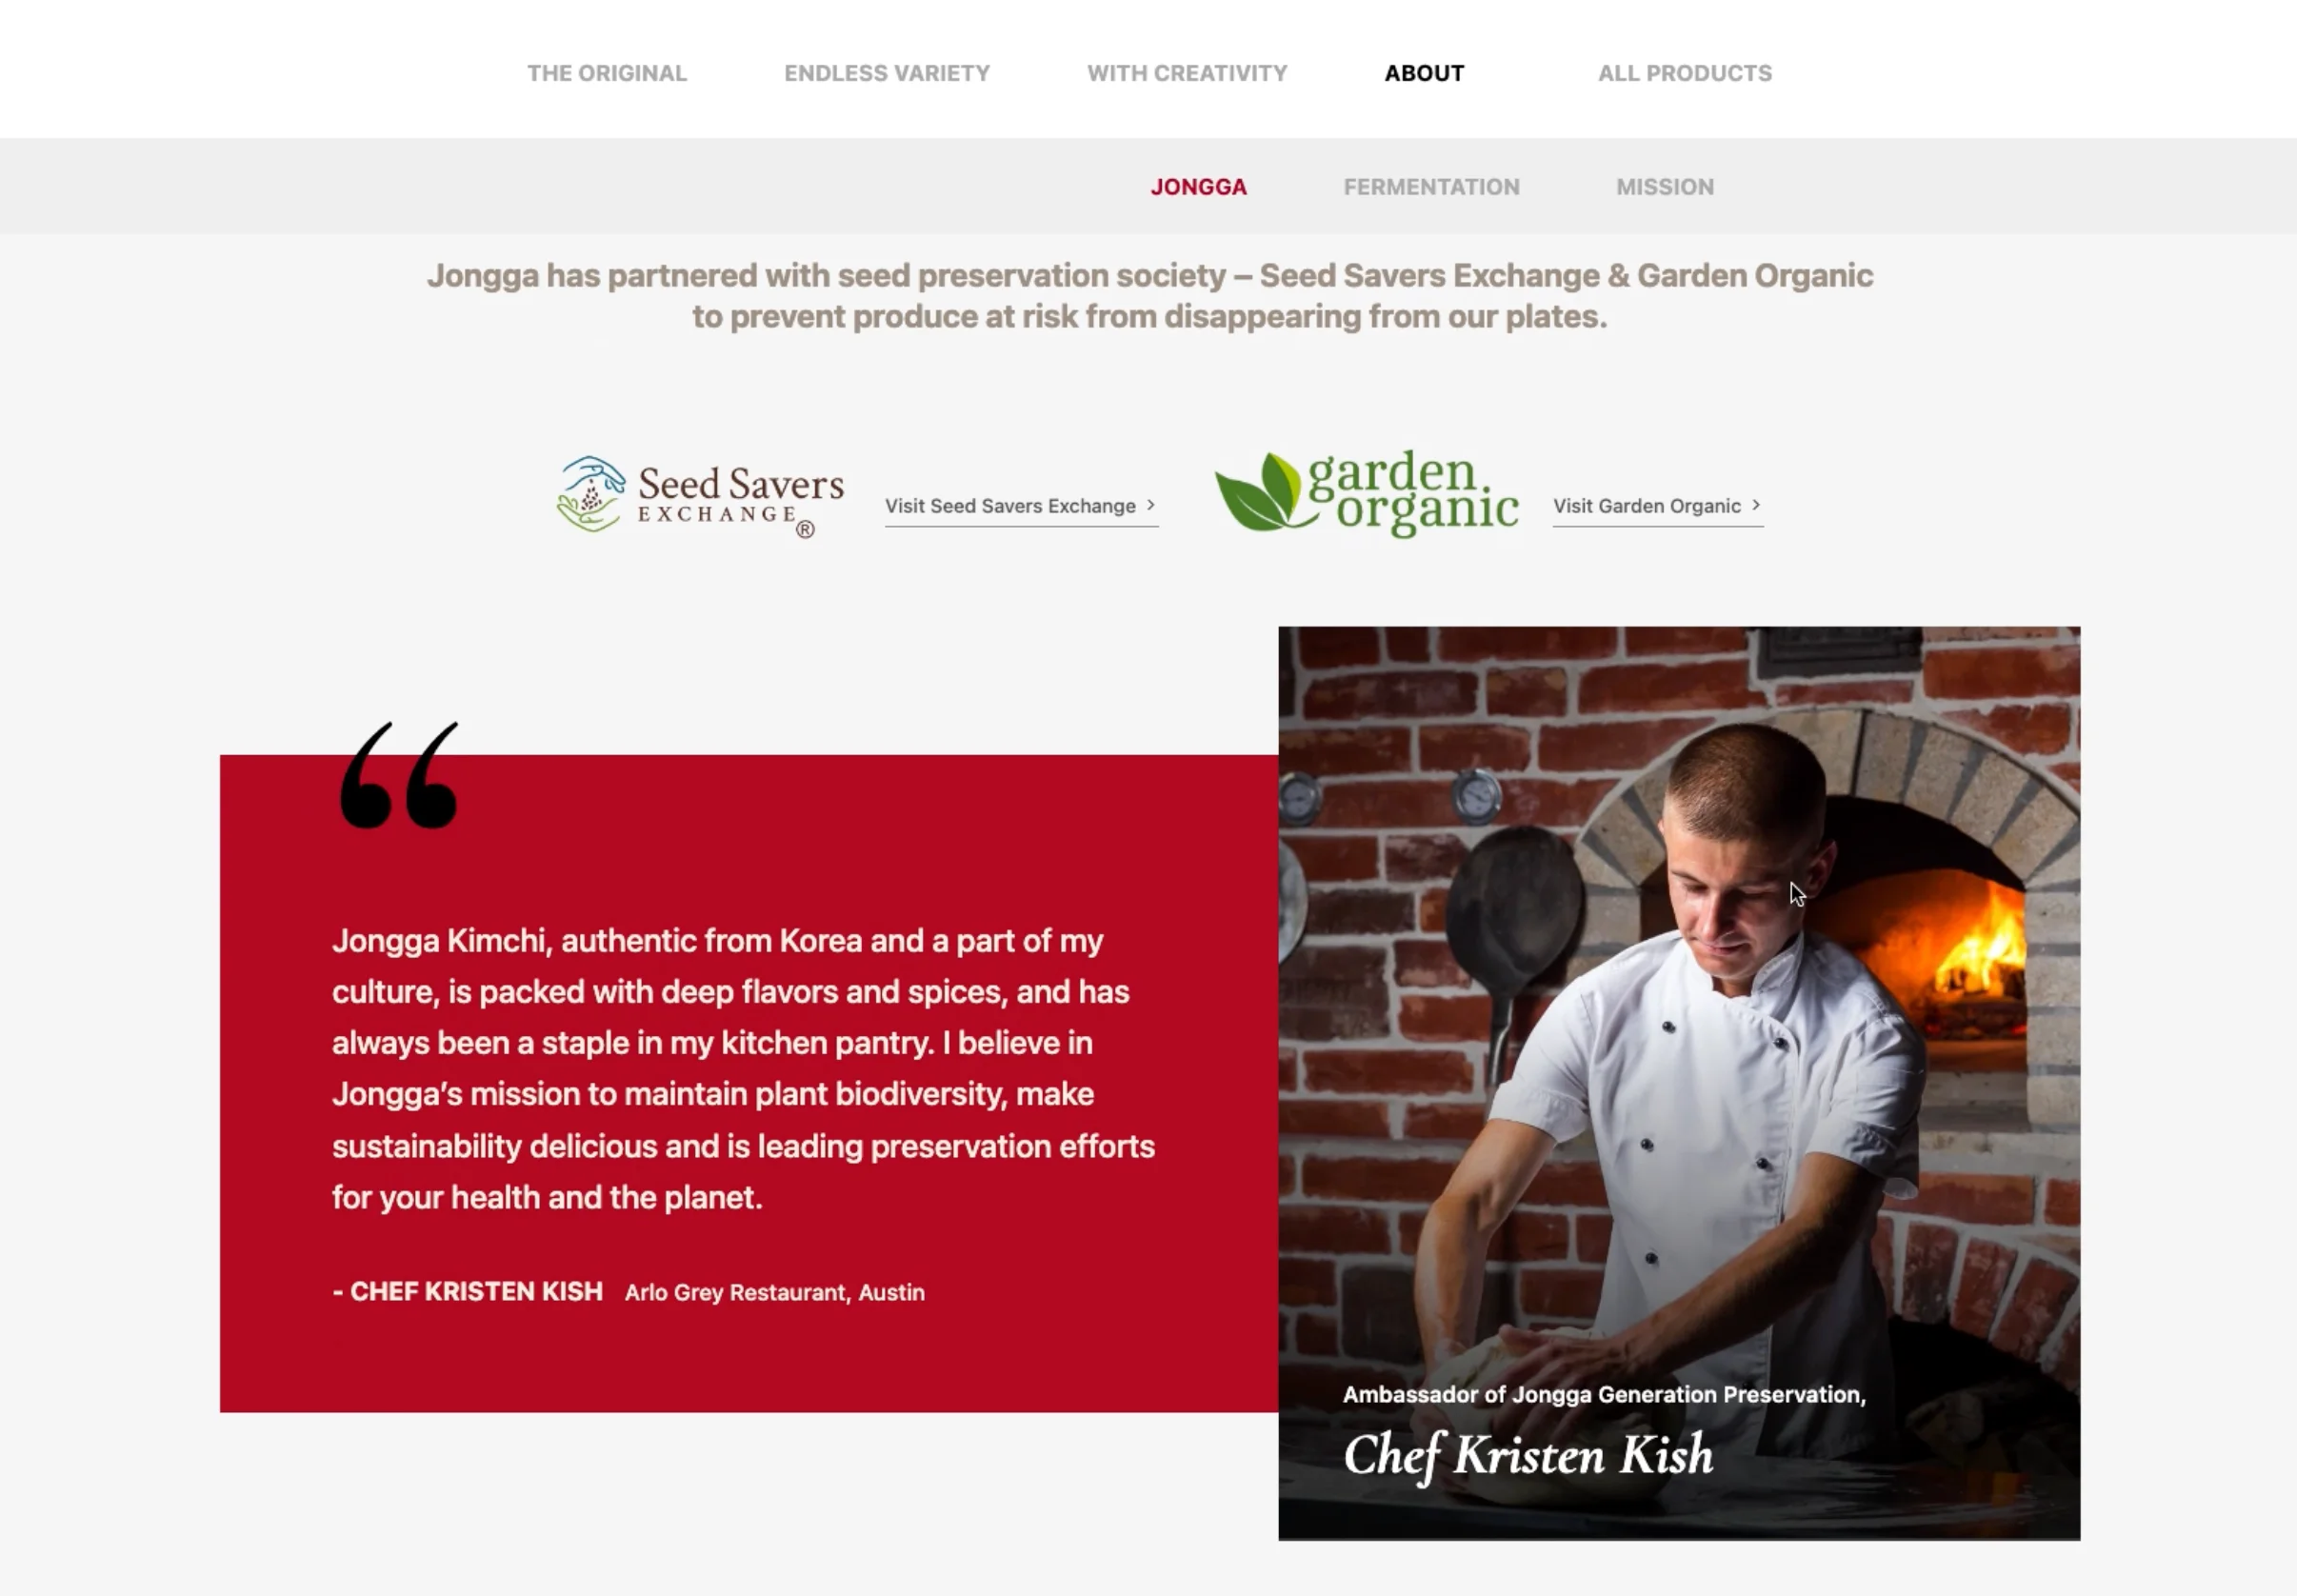 THE ORIGINAL
ENDLESS VARIETY
WITH CREATIVITY
ABOUT
ALL PRODUCTS
JONGGA
FERMENTATION
MISSION
Jongga has partnered with seed preservation society – Seed Savers Exchange & Garden Organic
to prevent produce at risk from disappearing from our plates.
Seed Savers
EXCHANGE®
Visit Seed Savers Exchange >
garden
organic
Visit Garden Organic >
“
Jongga Kimchi, authentic from Korea and a part of my
culture, is packed with deep flavors and spices, and has
always been a staple in my kitchen pantry. I believe in
Jongga’s mission to maintain plant biodiversity, make
sustainability delicious and is leading preservation efforts
for your health and the planet.
- CHEF KRISTEN KISH Arlo Grey Restaurant, Austin
Ambassador of Jongga Generation Preservation,
Chef Kristen Kish